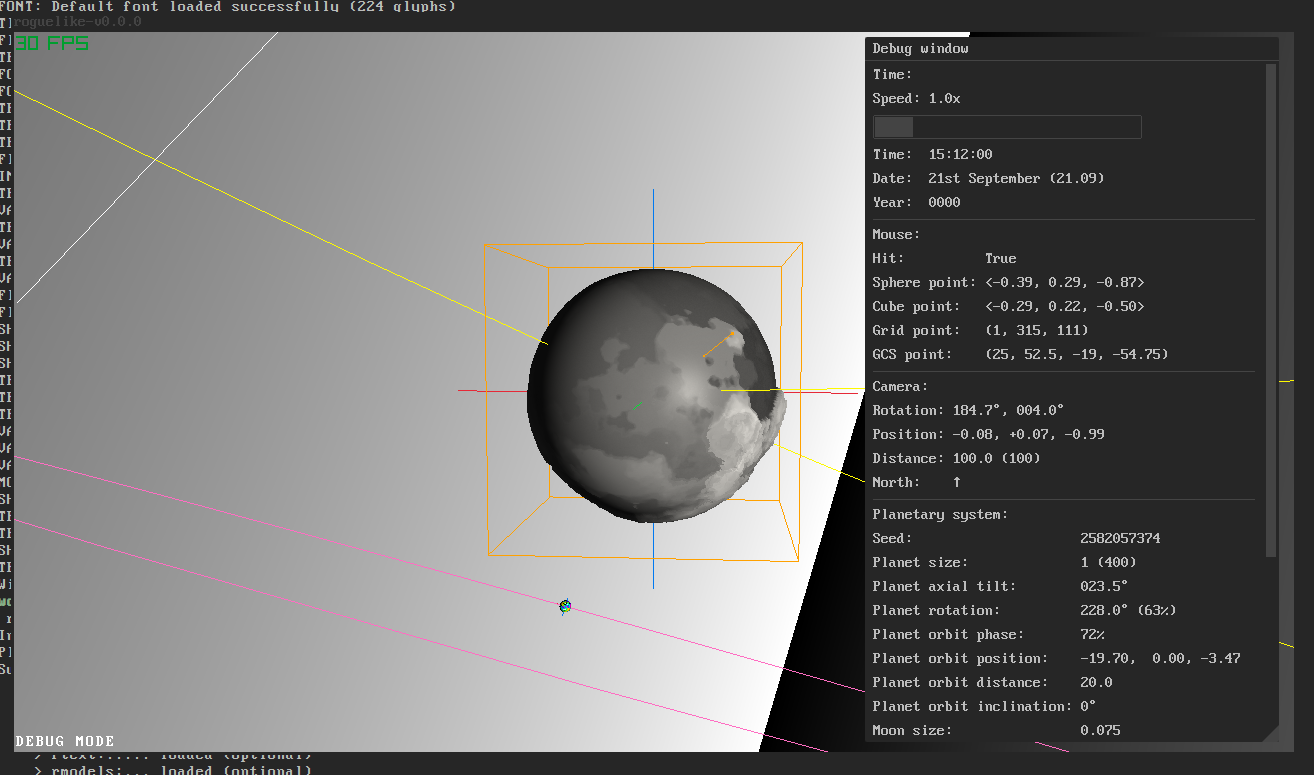 FONT: Default font loaded successfully (224 glyphs)
roguelike-v0.0.0
30 FPS
Debug window
Time:
Speed: 1.0x
Time: 15:12:00
Date: 21st September (21.09)
Year: 0000
Mouse:
Hit: True
Sphere point: <-0.39, 0.29, -0.87>
Cube point: <-0.29, 0.22, -0.50>
Grid point: (1, 315, 111)
GCS point: (25, 52.5, -19, -54.75)
Camera:
Rotation: 184.7°, 004.0°
Position: -0.08, +0.07, -0.99
Distance: 100.0 (100)
North: ↑
Planetary system:
Seed: 2582057374
Planet size: 1 (400)
Planet axial tilt: 023.5°
Planet rotation: 228.0° (63%)
Planet orbit phase: 72%
Planet orbit position: -19.70, 0.00, -3.47
Planet orbit distance: 20.0
Planet orbit inclination: 0°
Moon size: 0.075
DEBUG MODE
> rtext:..... loaded (optional)
> rmodels:... loaded (optional)